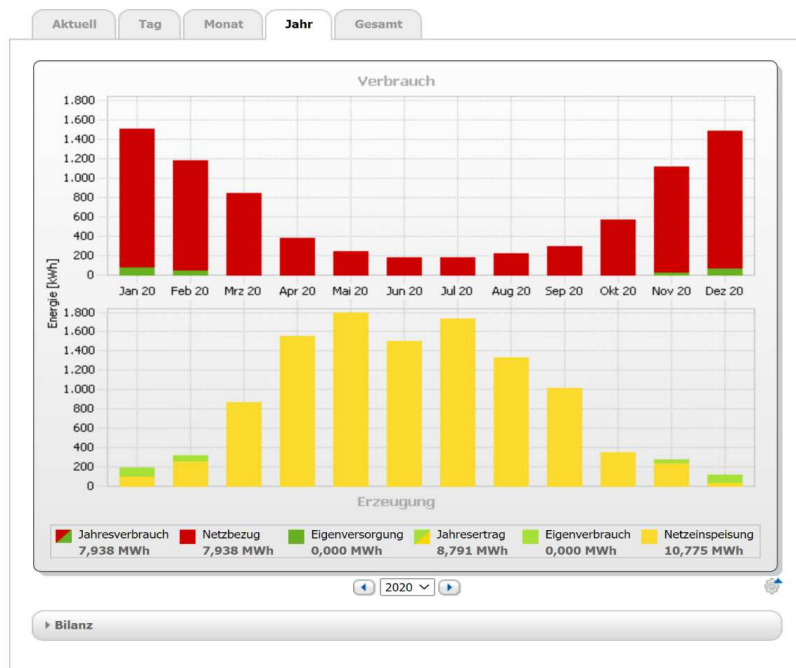 Aktuell Tag Monat Jahr Gesamt
Verbrauch
1.800
1.600
1.400
1.200
1.000
800
600
400
200
0
Jan 20 Feb 20 Mrz 20 Apr 20 Mai 20 Jun 20 Jul 20 Aug 20 Sep 20 Okt 20 Nov 20 Dez 20
Energie [kWh]
1.800
1.600
1.400
1.200
1.000
800
600
400
200
0
Erzeugung
Jahresverbrauch Netzbezug Eigenversorgung Jahresertrag Eigenverbrauch Netzeinspeisung
7,938 MWh 7,938 MWh 0,000 MWh 8,791 MWh 0,000 MWh 10,775 MWh
2020
Bilanz